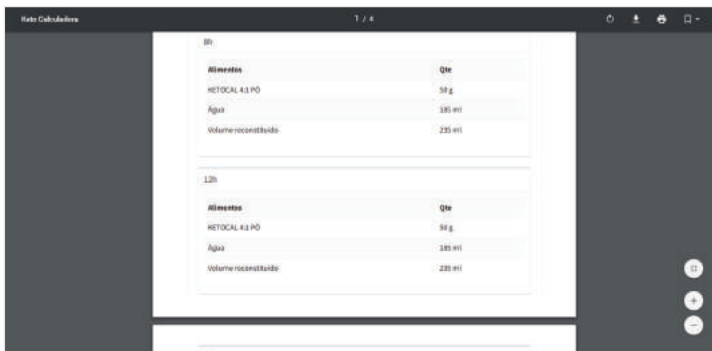 Keto Calculadora
1 / 4
8h
Alimentos Qte
KETOCAL 4:1 PÓ 50 g
Água 185 ml
Volume reconstituído 235 ml
12h
Alimentos Qte
KETOCAL 4:1 PÓ 50 g
Água 185 ml
Volume reconstituído 235 ml